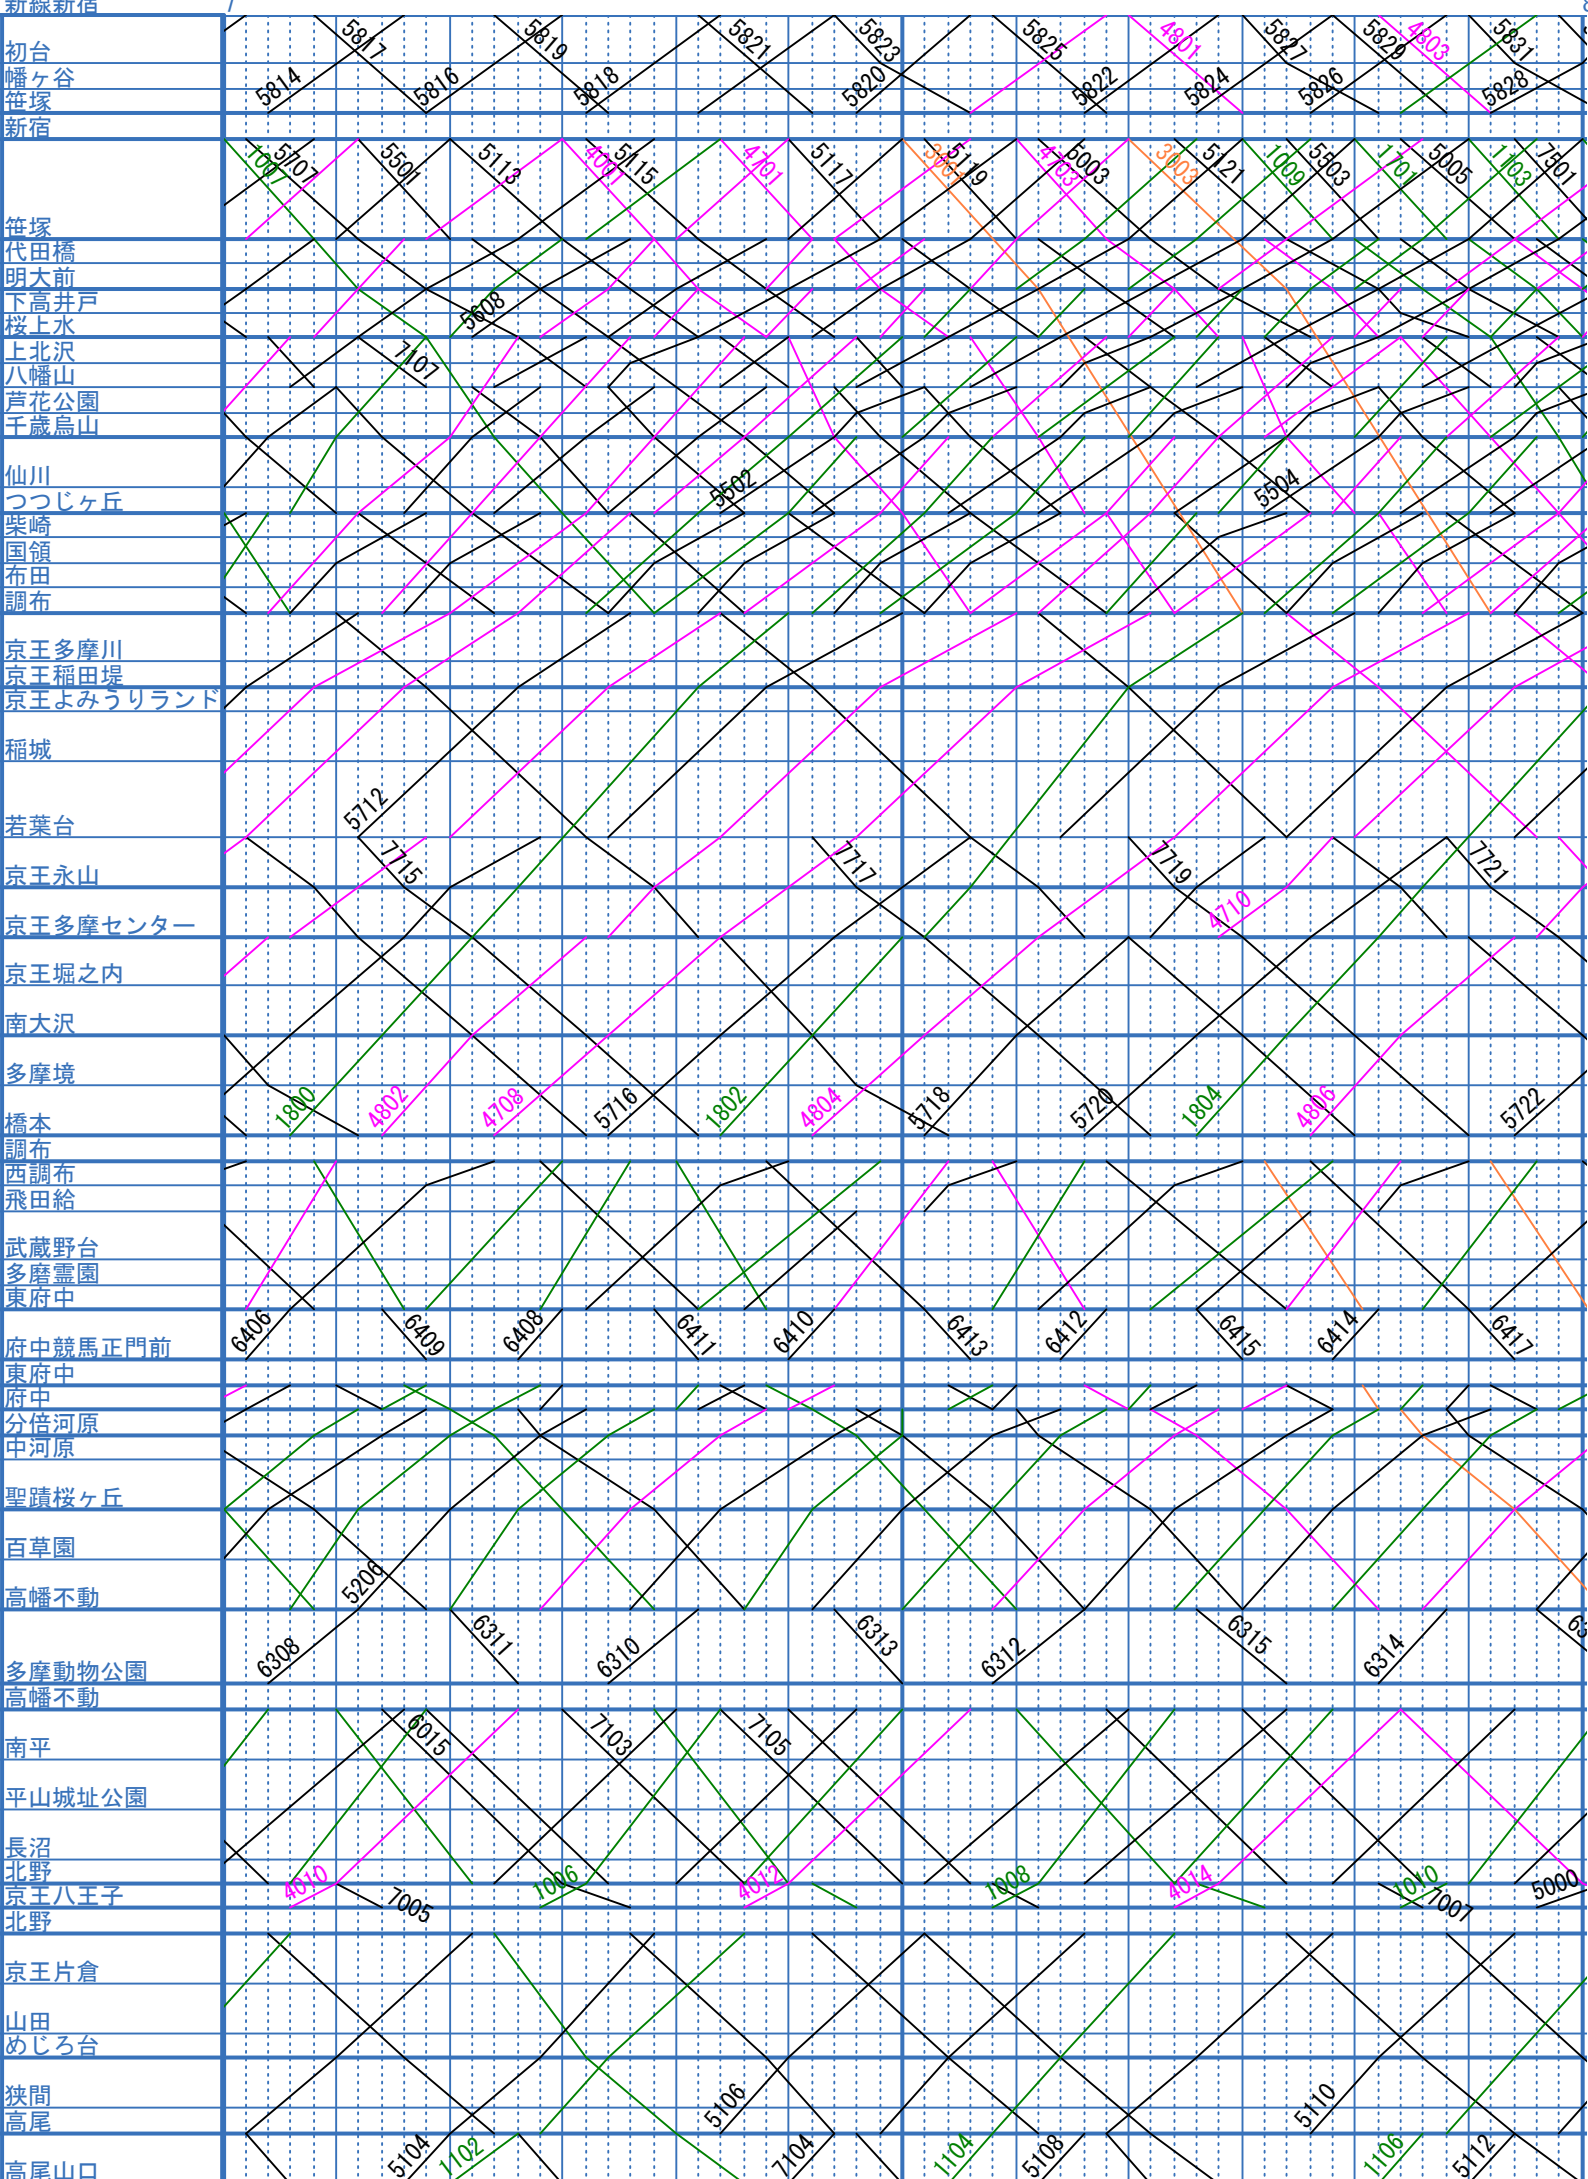 新線新宿 7 8
初台 5817 5819 5821 5823 5825 4801 5827 5829 4803 5831
幡ヶ谷 5814 5816 5818 5820 5822 5824 5826 5828
笹塚
新宿
1007 5707 5501 5113 4001 5115 4701 5117 3001 5119 4703 5003 3003 5121 1009 5503 1701 5005 1103 7501
笹塚
代田橋
明大前
下高井戸 5608
桜上水
上北沢 7107
八幡山
芦花公園
千歳烏山
仙川 5502 5504
つつじヶ丘
柴崎
国領
布田
調布
京王多摩川
京王稲田堤
京王よみうりランド
稲城
若葉台 5712
京王永山 7715 7717 7719 7721
京王多摩センター 4710
京王堀之内
南大沢
多摩境
橋本 1800 4802 4708 5716 1802 4804 5718 5720 1804 4806 5722
調布
西調布
飛田給
武蔵野台
多磨霊園
東府中
府中競馬正門前 6406 6409 6408 6411 6410 6413 6412 6415 6414 6417
東府中
府中
分倍河原
中河原
聖蹟桜ヶ丘
百草園
高幡不動 5206
多摩動物公園 6308 6311 6310 6313 6312 6315 6314
高幡不動
南平 6015 7103 7105
平山城址公園
長沼
北野 4010 1006 4012 1008 4014 1010 5000
京王八王子 7005 7007
北野
京王片倉
山田
めじろ台
狭間 5106 5110
高尾
高尾山口 5104 1102 7104 1104 5108 1106 5112